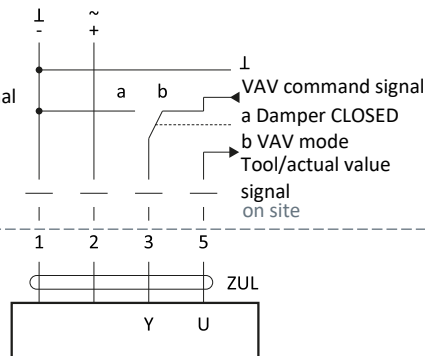 ⊥ ~
- +
⊥
al
a b
VAV command signal
a Damper CLOSED
b VAV mode
Tool/actual value
signal
on site
1 2 3 5
ZUL
Y U